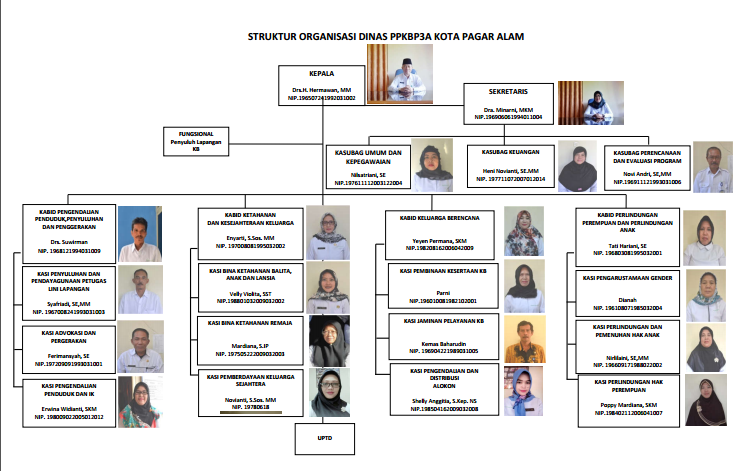 STRUKTUR ORGANISASI DINAS PPKBP3A KOTA PAGAR ALAM
KEPALA
Drs.H. Hermawan, MM
NIP.196507241992031002
SEKRETARIS
Dra. Minarni, MKM
NIP.196906061994011004
FUNGSIONAL
Penyuluh Lapangan
KB
KASUBAG UMUM DAN
KEPEGAWAIAN
Nilsatriani, SE
NIP.197611112003122004
KASUBAG KEUANGAN
Heni Novianti, SE.MM
NIP. 197711072007012014
KASUBAG PERENCANAAN
DAN EVALUASI PROGRAM
Novi Andri, SE,MM
NIP.196911121993031006
KABID PENGENDALIAN
PENDUDUK,PENYULUHAN
DAN PENGGERAKAN
Drs. Suwirman
NIP.1968121994031009
KASI PENYULUHAN DAN
PENDAYAGUNAAN PETUGAS
LINI LAPANGAN
Syafriadi, SE,MM
NIP.196700824199303 1003
KASI ADVOKASI DAN
PERGERAKAN
Ferimansyah, SE
NIP.197209091993031001
KASI PENGENDALIAN
PENDUDUK DAN IK
Erwina Widianti, SKM
NIP. 198009022005012012
KABID KETAHANAN
DAN KESEJAHTERAAN KELUARGA
Enyarti, S.Sos. MM
NIP. 197008081995032002
KASI BINA KETAHANAN BALITA,
ANAK DAN LANSIA
Velly Violita, SST
NIP.198801032009032002
KASI BINA KETAHANAN REMAJA
Mardiana, S.IP
NIP.197505222009032003
KASI PEMBERDAYAAN KELUARGA
SEJAHTERA
Novianti, S.Sos. MM
NIP. 19780618
UPTD
KABID KELUARGA BERENCANA
Yeyen Permana, SKM
NIP.198208162006042009
KASI PEMBINAAN KESERTAAN KB
Parni
NIP.196010081982102001
KASI JAMINAN PELAYANAN KB
Kemas Baharudin
NIP.196904221989031005
KASI PENGENDALIAN DAN
DISTRIBUSI
ALOKON
Shelly Anggitia, S.Kep. NS
NIP.198504162009032008
KABID PERLINDUNGAN
PEREMPUAN DAN PERLINDUNGAN
ANAK
Tati Hariani, SE
NIP.196803081995032001
KASI PENGARUSTAMAAN GENDER
Dianah
NIP.196108071985032004
KASI PERLINDUNGAN DAN
PEMENUHAN HAK ANAK
Nirlilaini, SE,MM
NIP.196609171988022002
KASI PERLINDUNGAN HAK
PEREMPUAN
Poppy Mardiana, SKM
NIP.198402112006041007